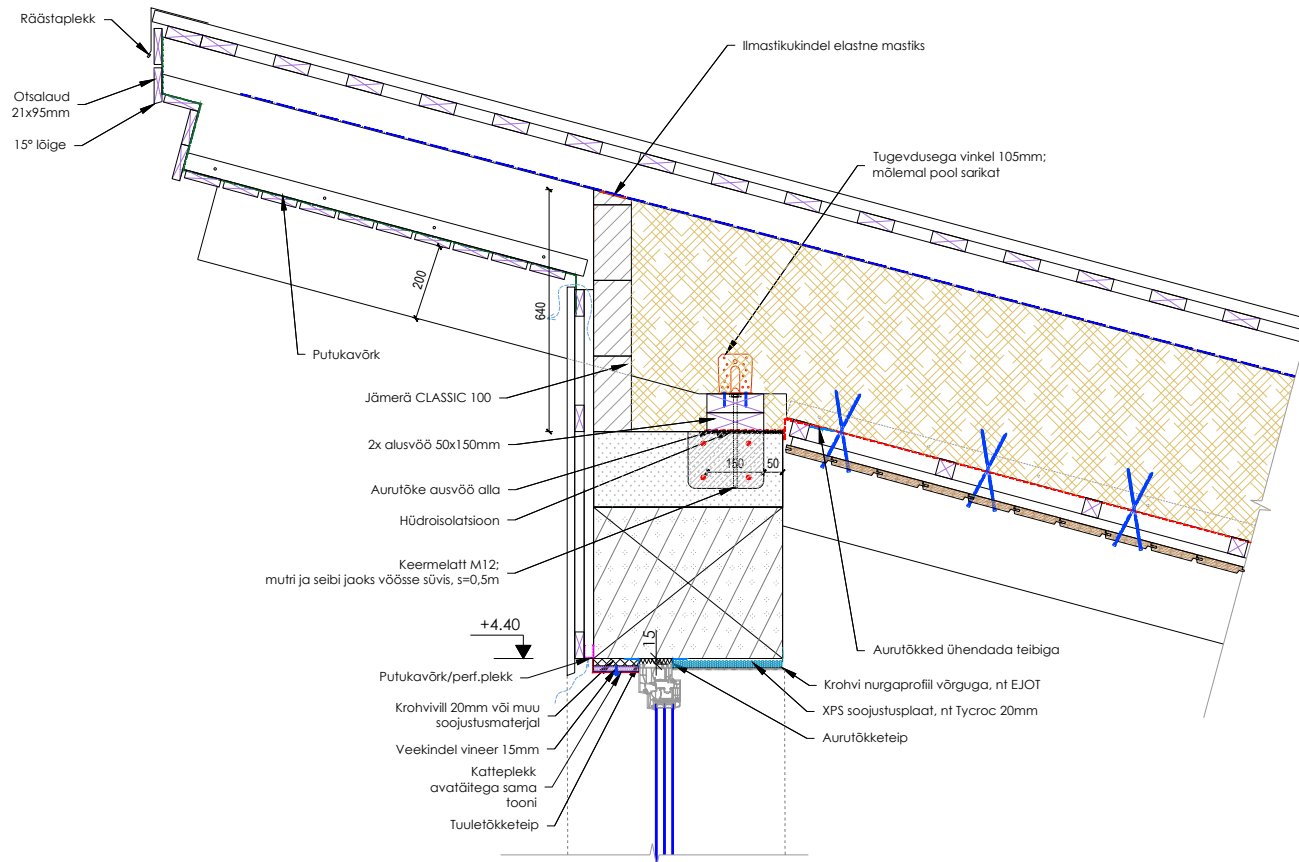 Räästaplekk
Otsalaud
21x95mm
15° lõige
Ilmastikukindel elastne mastiks
Tugevdusega vinkel 105mm;
mõlemal pool sarikat
200
640
Putukavõrk
Jämerä CLASSIC 100
2x alusvöö 50x150mm
150
50
Aurutõke ausvöö alla
Hüdroisolatsioon
Keermelatt M12;
mutri ja seibi jaoks vöösse süvis, s=0,5m
+4.40
15
Aurutõkked ühendada teibiga
Putukavõrk/perf.plekk
Krohvi nurgaprofiil võrguga, nt EJOT
Krohvivill 20mm või muu
soojustusmaterjal
XPS soojustusplaat, nt Tycroc 20mm
Veekindel vineer 15mm
Aurutõkketeip
Katteplekk
avatäitega sama
tooni
Tuuletõkketeip